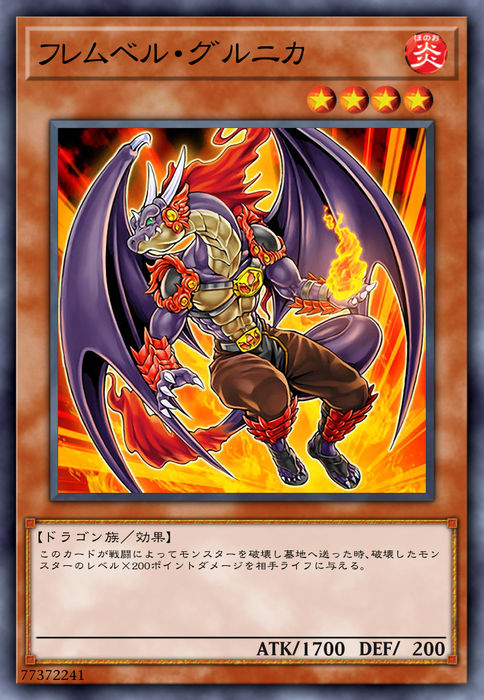 フレムベル・グルニカ
ほのお
炎
【ドラゴン族／効果】
このカードが戦闘によってモンスターを破壊し墓地へ送った時、破壊したモン
スターのレベル×200ポイントダメージを相手ライフに与える。
ATK/1700 DEF/ 200
77372241